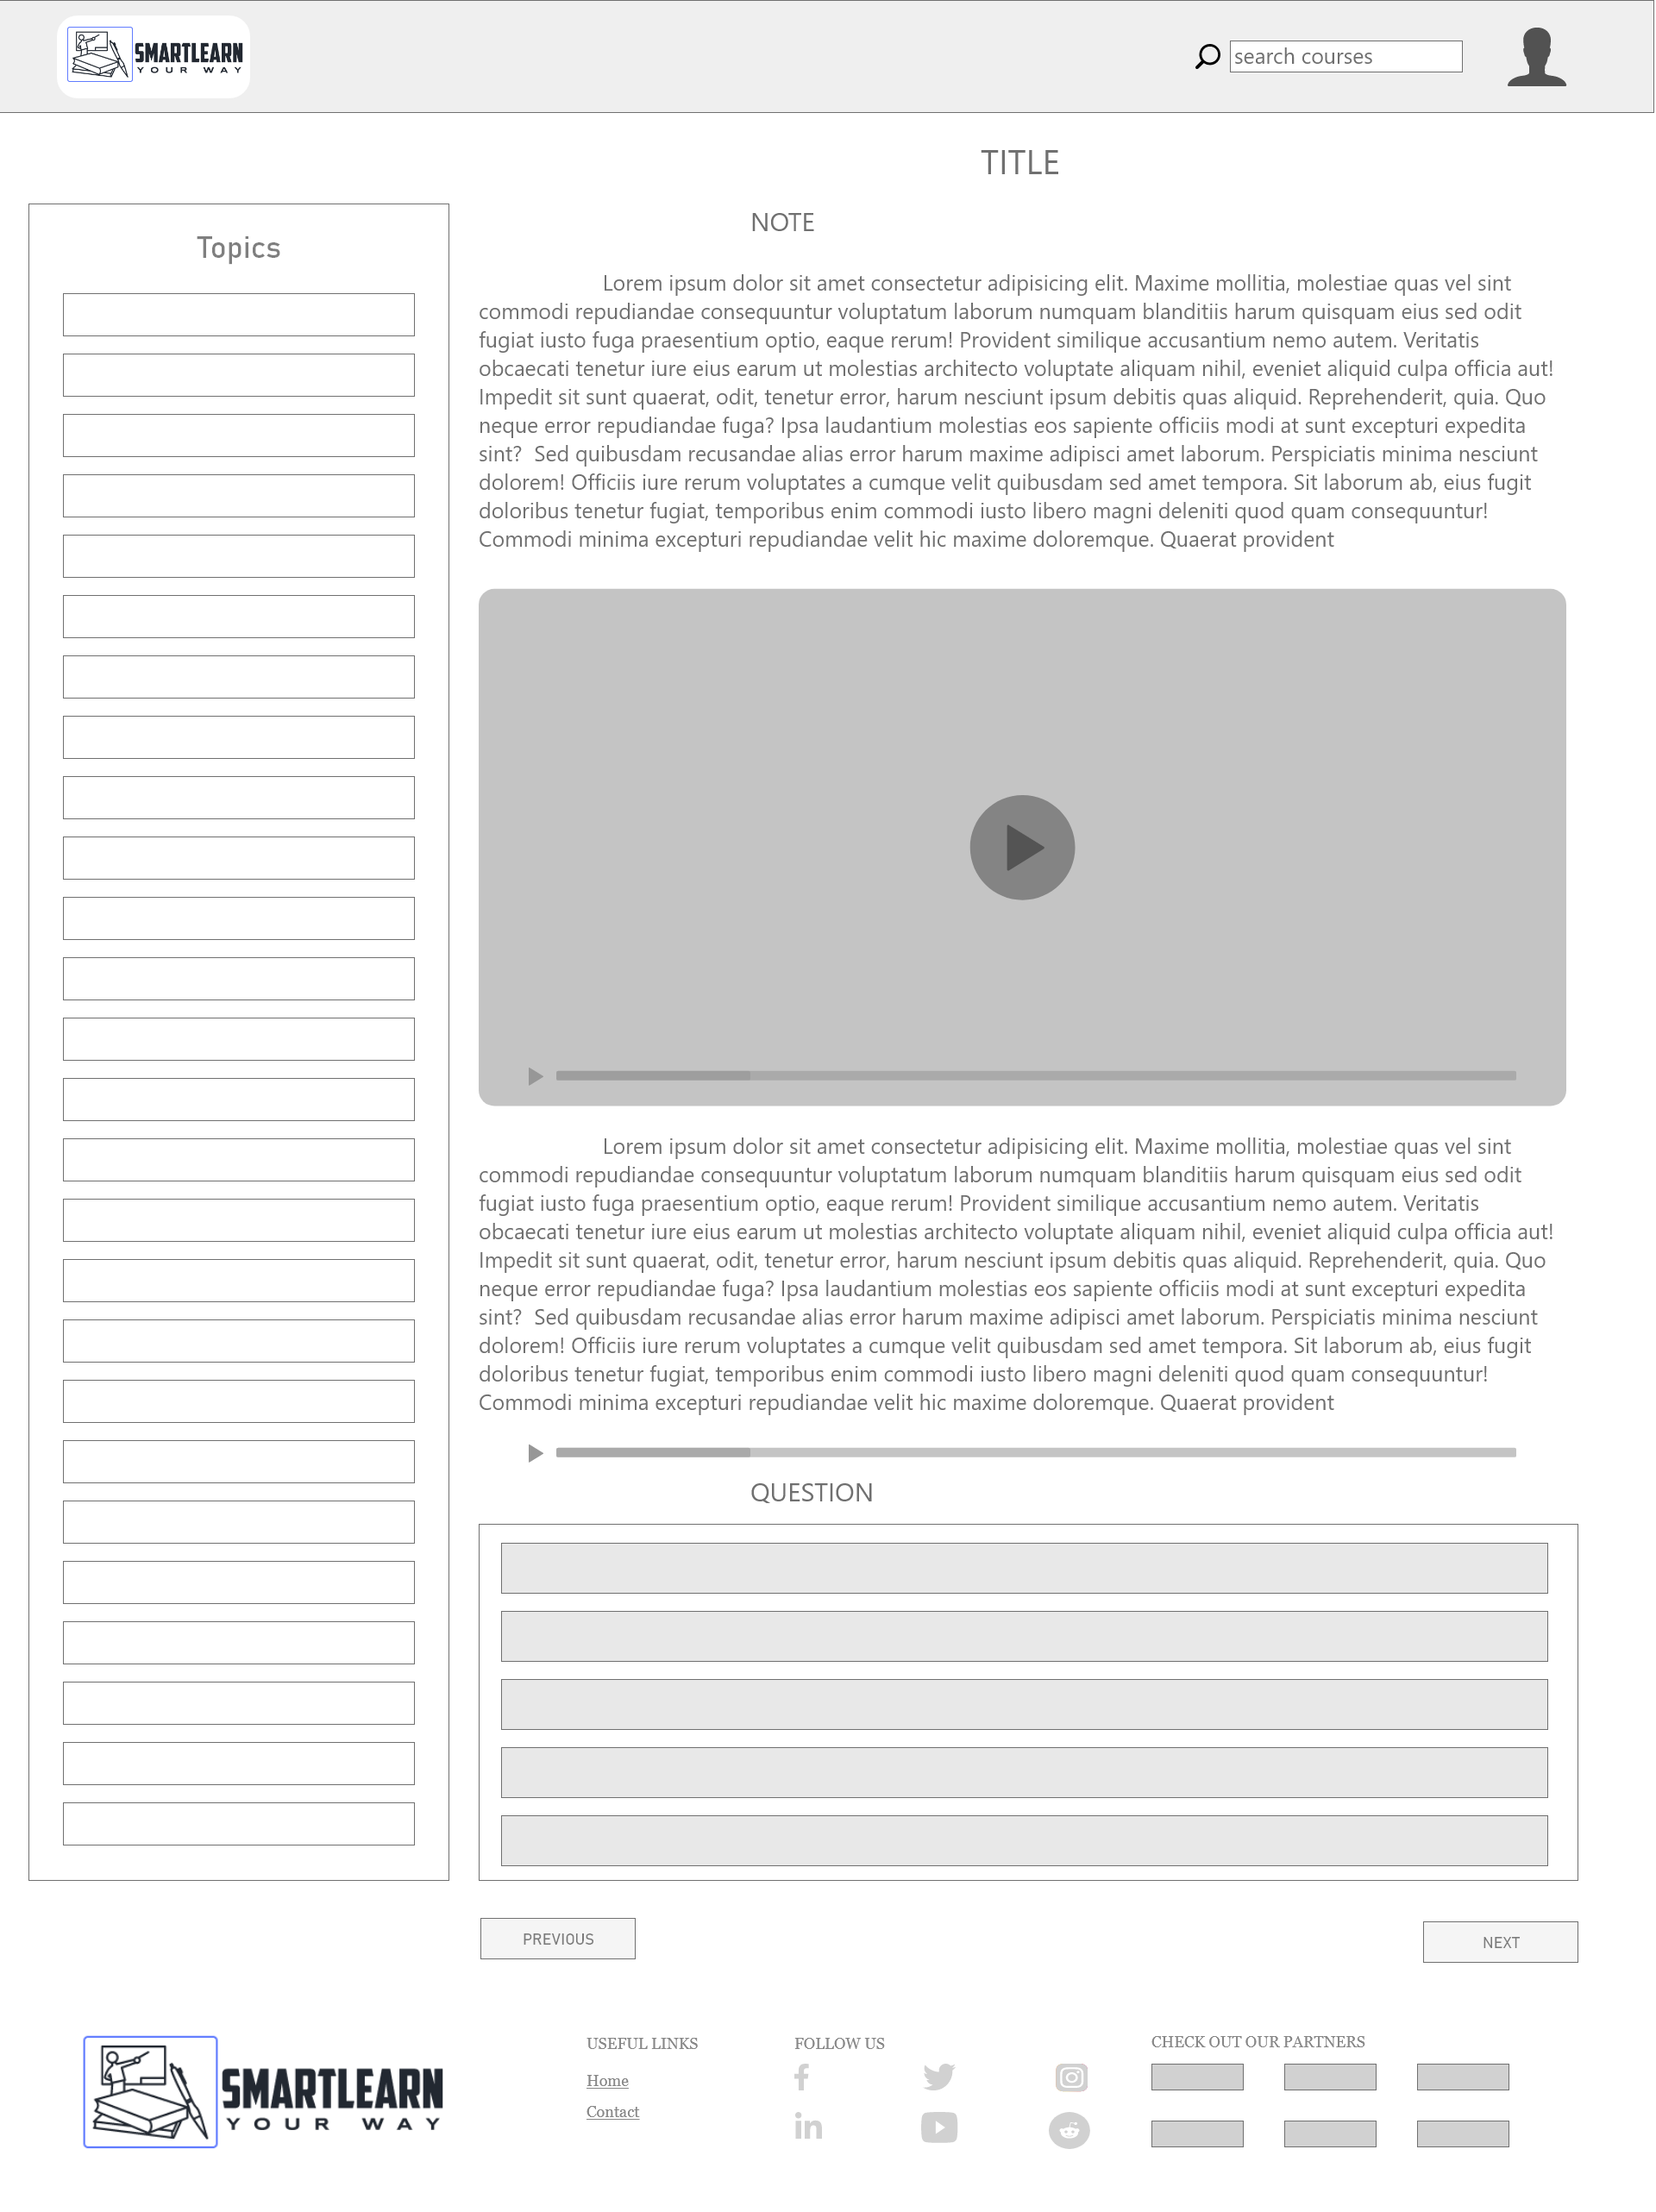 SMARTLEARN
YOUR WAY
search courses
TITLE
Topics
NOTE
Lorem ipsum dolor sit amet consectetur adipisicing elit. Maxime mollitia, molestiae quas vel sint
commodi repudiandae consequuntur voluptatum laborum numquam blanditiis harum quisquam eius sed odit
fugiat iusto fuga praesentium optio, eaque rerum! Provident similique accusantium nemo autem. Veritatis
obcaecati tenetur iure eius earum ut molestias architecto voluptate aliquam nihil, eveniet aliquid culpa officia aut!
Impedit sit sunt quaerat, odit, tenetur error, harum nesciunt ipsum debitis quas aliquid. Reprehenderit, quia. Quo
neque error repudiandae fuga? Ipsa laudantium molestias eos sapiente officiis modi at sunt excepturi expedita
sint?  Sed quibusdam recusandae alias error harum maxime adipisci amet laborum. Perspiciatis minima nesciunt
dolorem! Officiis iure rerum voluptates a cumque velit quibusdam sed amet tempora. Sit laborum ab, eius fugit
doloribus tenetur fugiat, temporibus enim commodi iusto libero magni deleniti quod quam consequuntur!
Commodi minima excepturi repudiandae velit hic maxime doloremque. Quaerat provident
Lorem ipsum dolor sit amet consectetur adipisicing elit. Maxime mollitia, molestiae quas vel sint
commodi repudiandae consequuntur voluptatum laborum numquam blanditiis harum quisquam eius sed odit
fugiat iusto fuga praesentium optio, eaque rerum! Provident similique accusantium nemo autem. Veritatis
obcaecati tenetur iure eius earum ut molestias architecto voluptate aliquam nihil, eveniet aliquid culpa officia aut!
Impedit sit sunt quaerat, odit, tenetur error, harum nesciunt ipsum debitis quas aliquid. Reprehenderit, quia. Quo
neque error repudiandae fuga? Ipsa laudantium molestias eos sapiente officiis modi at sunt excepturi expedita
sint?  Sed quibusdam recusandae alias error harum maxime adipisci amet laborum. Perspiciatis minima nesciunt
dolorem! Officiis iure rerum voluptates a cumque velit quibusdam sed amet tempora. Sit laborum ab, eius fugit
doloribus tenetur fugiat, temporibus enim commodi iusto libero magni deleniti quod quam consequuntur!
Commodi minima excepturi repudiandae velit hic maxime doloremque. Quaerat provident
QUESTION
PREVIOUS
NEXT
SMARTLEARN
YOUR WAY
USEFUL LINKS
Home
Contact
FOLLOW US
CHECK OUT OUR PARTNERS